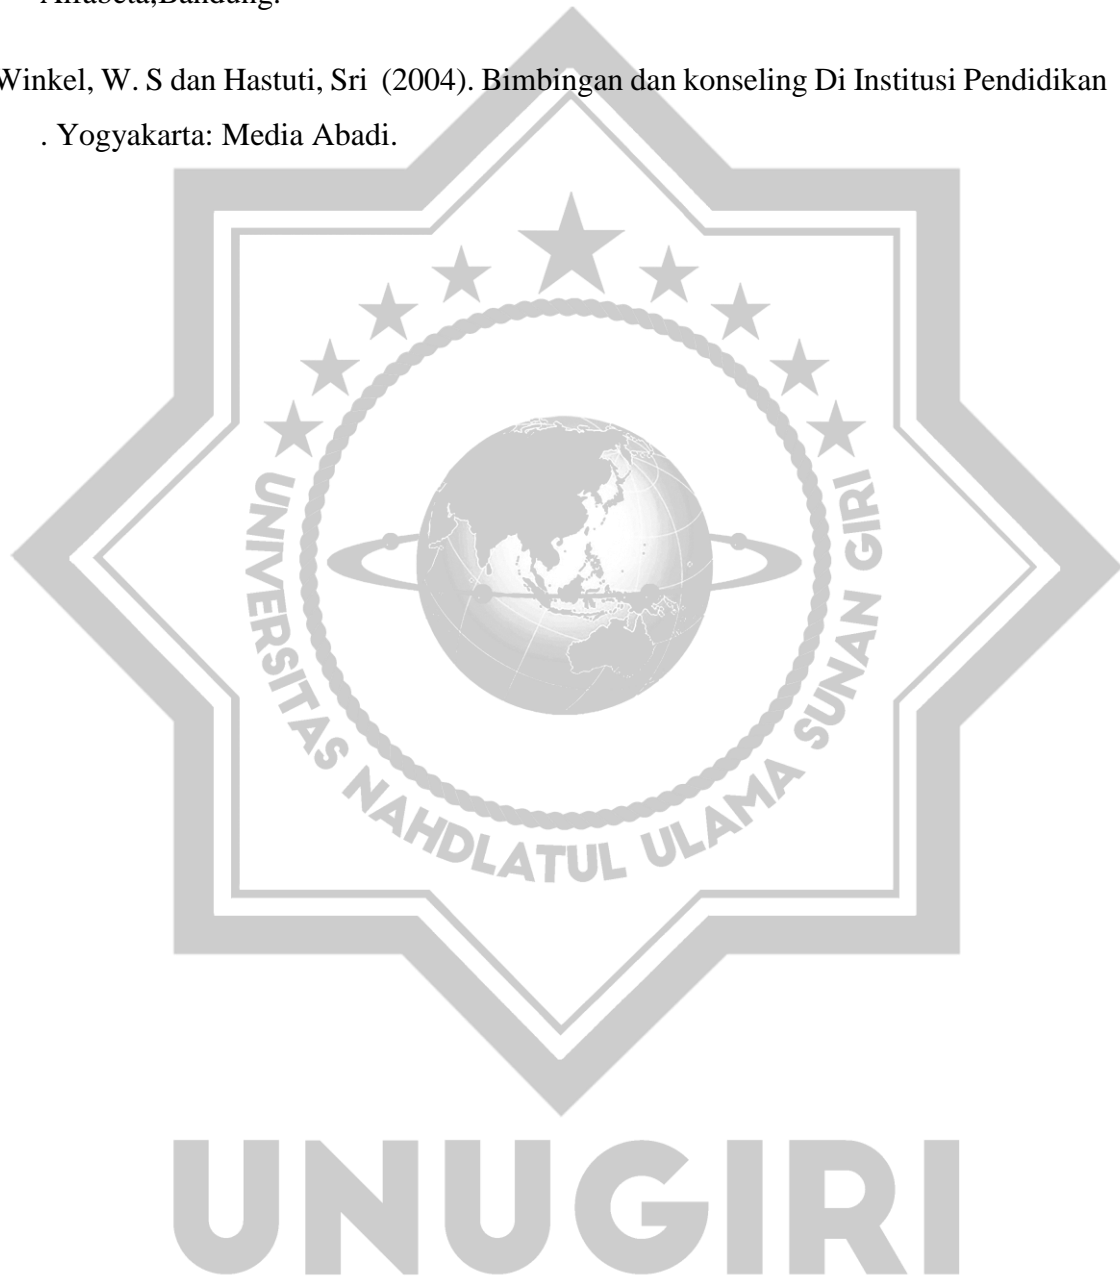 Alfabeta,Bandung.
Winkel, W. S dan Hastuti, Sri (2004). Bimbingan dan konseling Di Institusi Pendidikan
. Yogyakarta: Media Abadi.
UNIVERSITAS NAHDLATUL ULAMA SUNAN GIRI
UNUGIRI